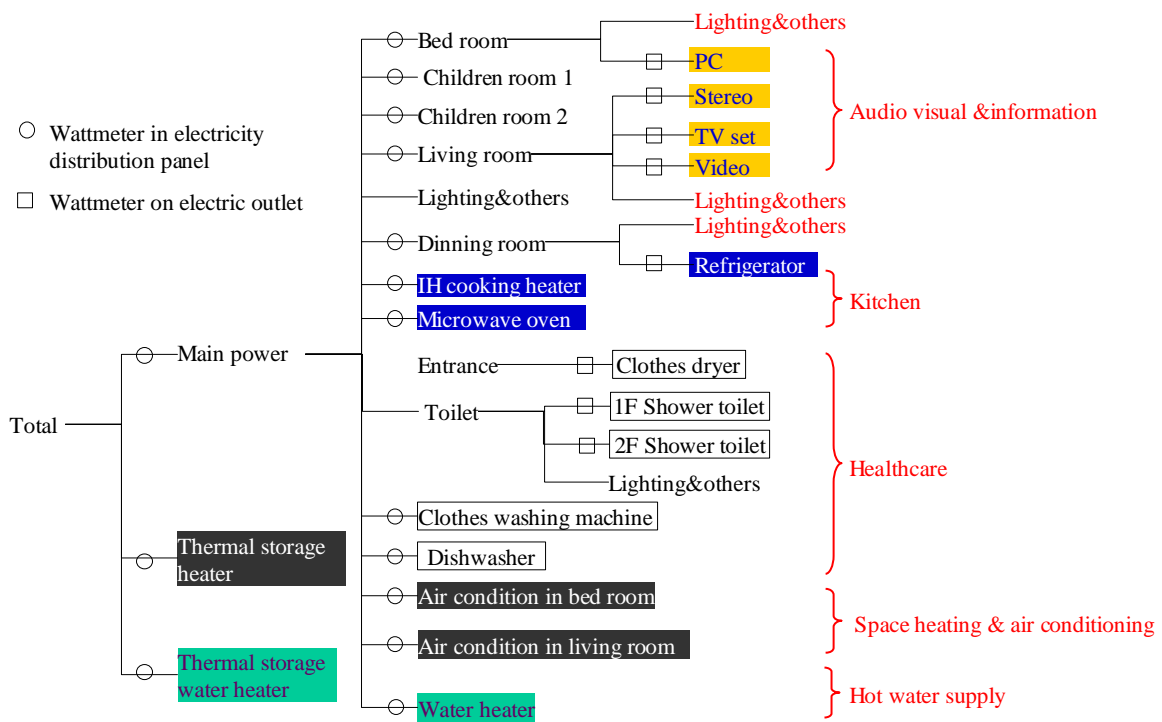 Lighting&others
Bed room
PC
Children room 1
Stereo
Audio visual &information
Children room 2
TV set
Wattmeter in electricity
distribution panel
Living room
Video
Wattmeter on electric outlet
Lighting&others
Lighting&others
Lighting&others
Dinning room
Refrigerator
IH cooking heater
Kitchen
Microwave oven
Main power
Entrance
Clothes dryer
Total
Toilet
1F Shower toilet
2F Shower toilet
Healthcare
Lighting&others
Clothes washing machine
Thermal storage
heater
Dishwasher
Air condition in bed room
Space heating & air conditioning
Air condition in living room
Thermal storage
water heater
Hot water supply
Water heater